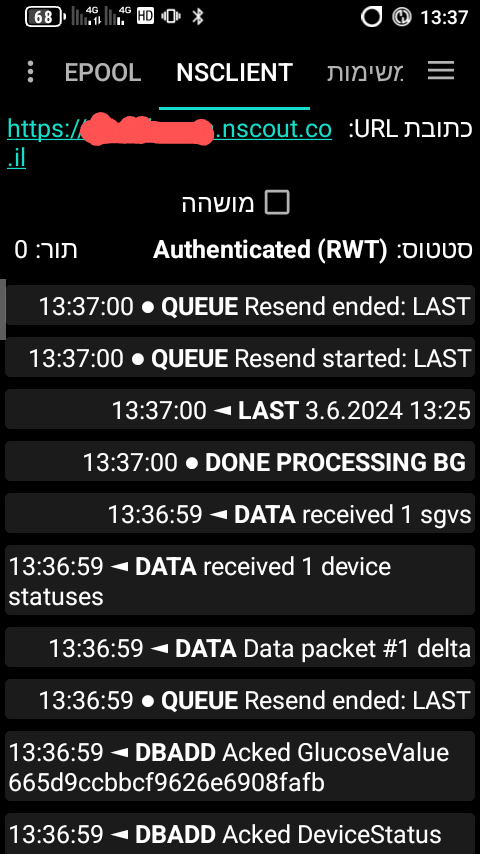 68 4G 4G HD 13:37
EPOOL NSCLIENT משימות
כתובת URL: https://
.nscout.co
.il
מושהה
סטטוס: Authenticated (RWT) תור: 0
13:37:00 ● QUEUE Resend ended: LAST
13:37:00 ● QUEUE Resend started: LAST
13:37:00 ◄ LAST 3.6.2024 13:25
13:37:00 ● DONE PROCESSING BG
13:36:59 ◄ DATA received 1 sgvs
13:36:59 ◄ DATA received 1 device
statuses
13:36:59 ◄ DATA Data packet #1 delta
13:36:59 ● QUEUE Resend ended: LAST
13:36:59 ◄ DBADD Acked GlucoseValue
665d9ccbbcf9626e6908fafb
13:36:59 ◄ DBADD Acked DeviceStatus